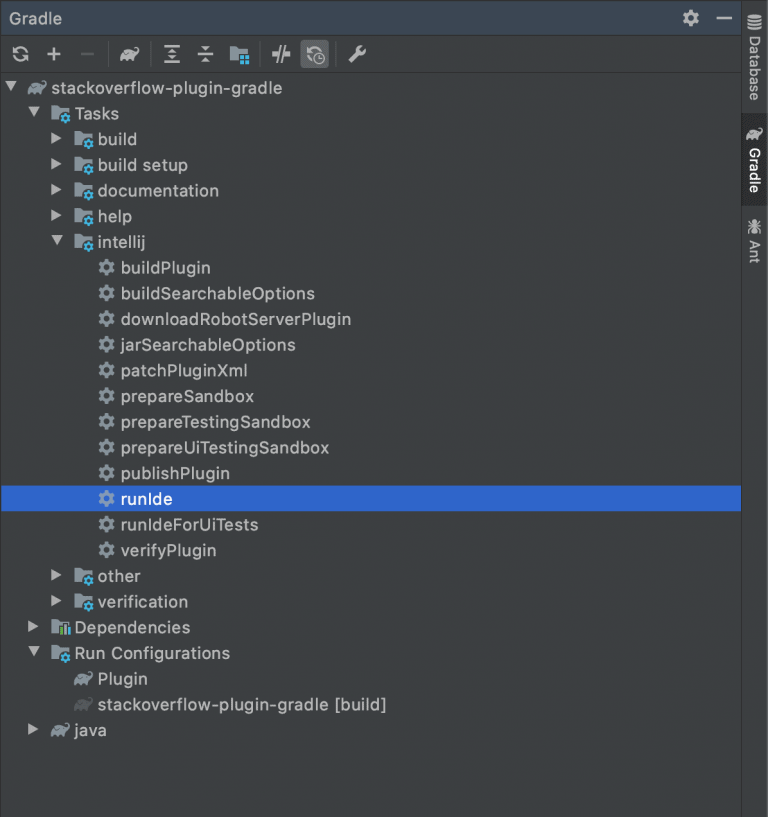 Gradle
stackoverflow-plugin-gradle
Tasks
build
build setup
documentation
help
intellij
buildPlugin
buildSearchableOptions
downloadRobotServerPlugin
jarSearchableOptions
patchPluginXml
prepareSandbox
prepareTestingSandbox
prepareUiTestingSandbox
publishPlugin
runIde
runIdeForUiTests
verifyPlugin
other
verification
Dependencies
Run Configurations
Plugin
stackoverflow-plugin-gradle [build]
java
Database
Gradle
Ant